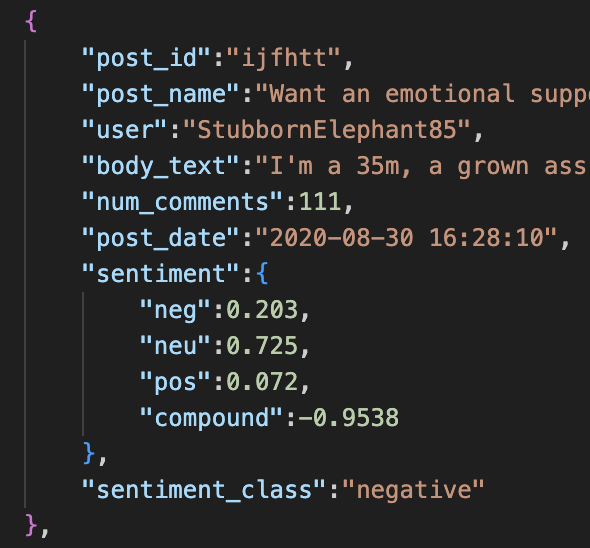 {
"post_id":"ijfhtt",
"post_name":"Want an emotional
"user":"StubbornElephant85",
"body_text":"I'm a 35m, a grown ass
"num_comments":111,
"post_date":"2020-08-30 16:28:10",
"sentiment":{
"neg":0.203,
"neu":0.725,
"pos":0.072,
"compound":-0.9538
},
"sentiment_class":"negative"
},